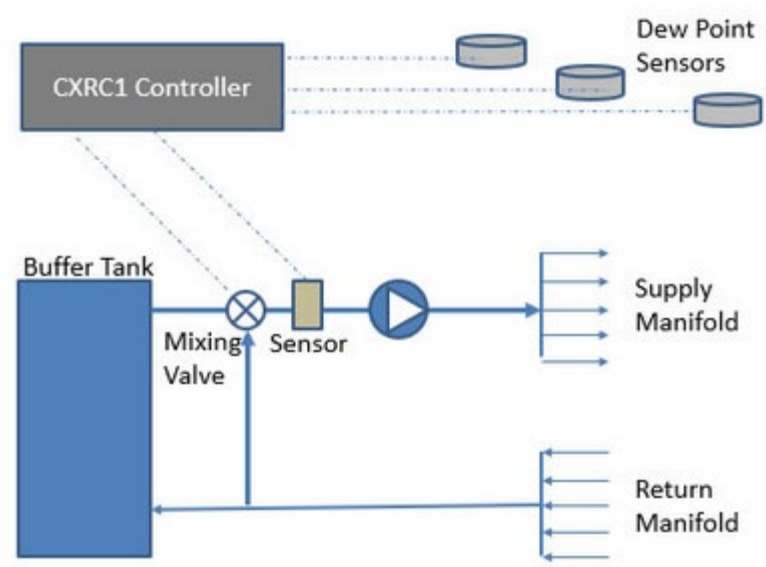 Dew Point
Sensors
CXRC1 Controller
Buffer Tank
Mixing
Valve
Sensor
Supply
Manifold
Return
Manifold